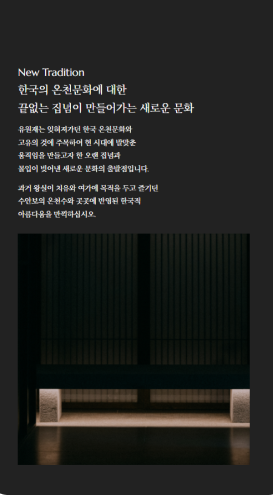 New Tradition
한국의 온천문화에 대한
끝없는 집념이 만들어가는 새로운 문화
유원재는 잊혀져가던 한국 온천문화와
고유의 것에 주목하여 현 시대에 발맞춘
움직임을 만들고자 한 오랜 집념과
몰입이 빚어낸 새로운 문화의 출발점입니다.
과거 왕실이 치유와 여가에 목적을 두고 즐기던
수안보의 온천수와 곳곳에 반영된 한국적
아름다움을 만끽하십시오.